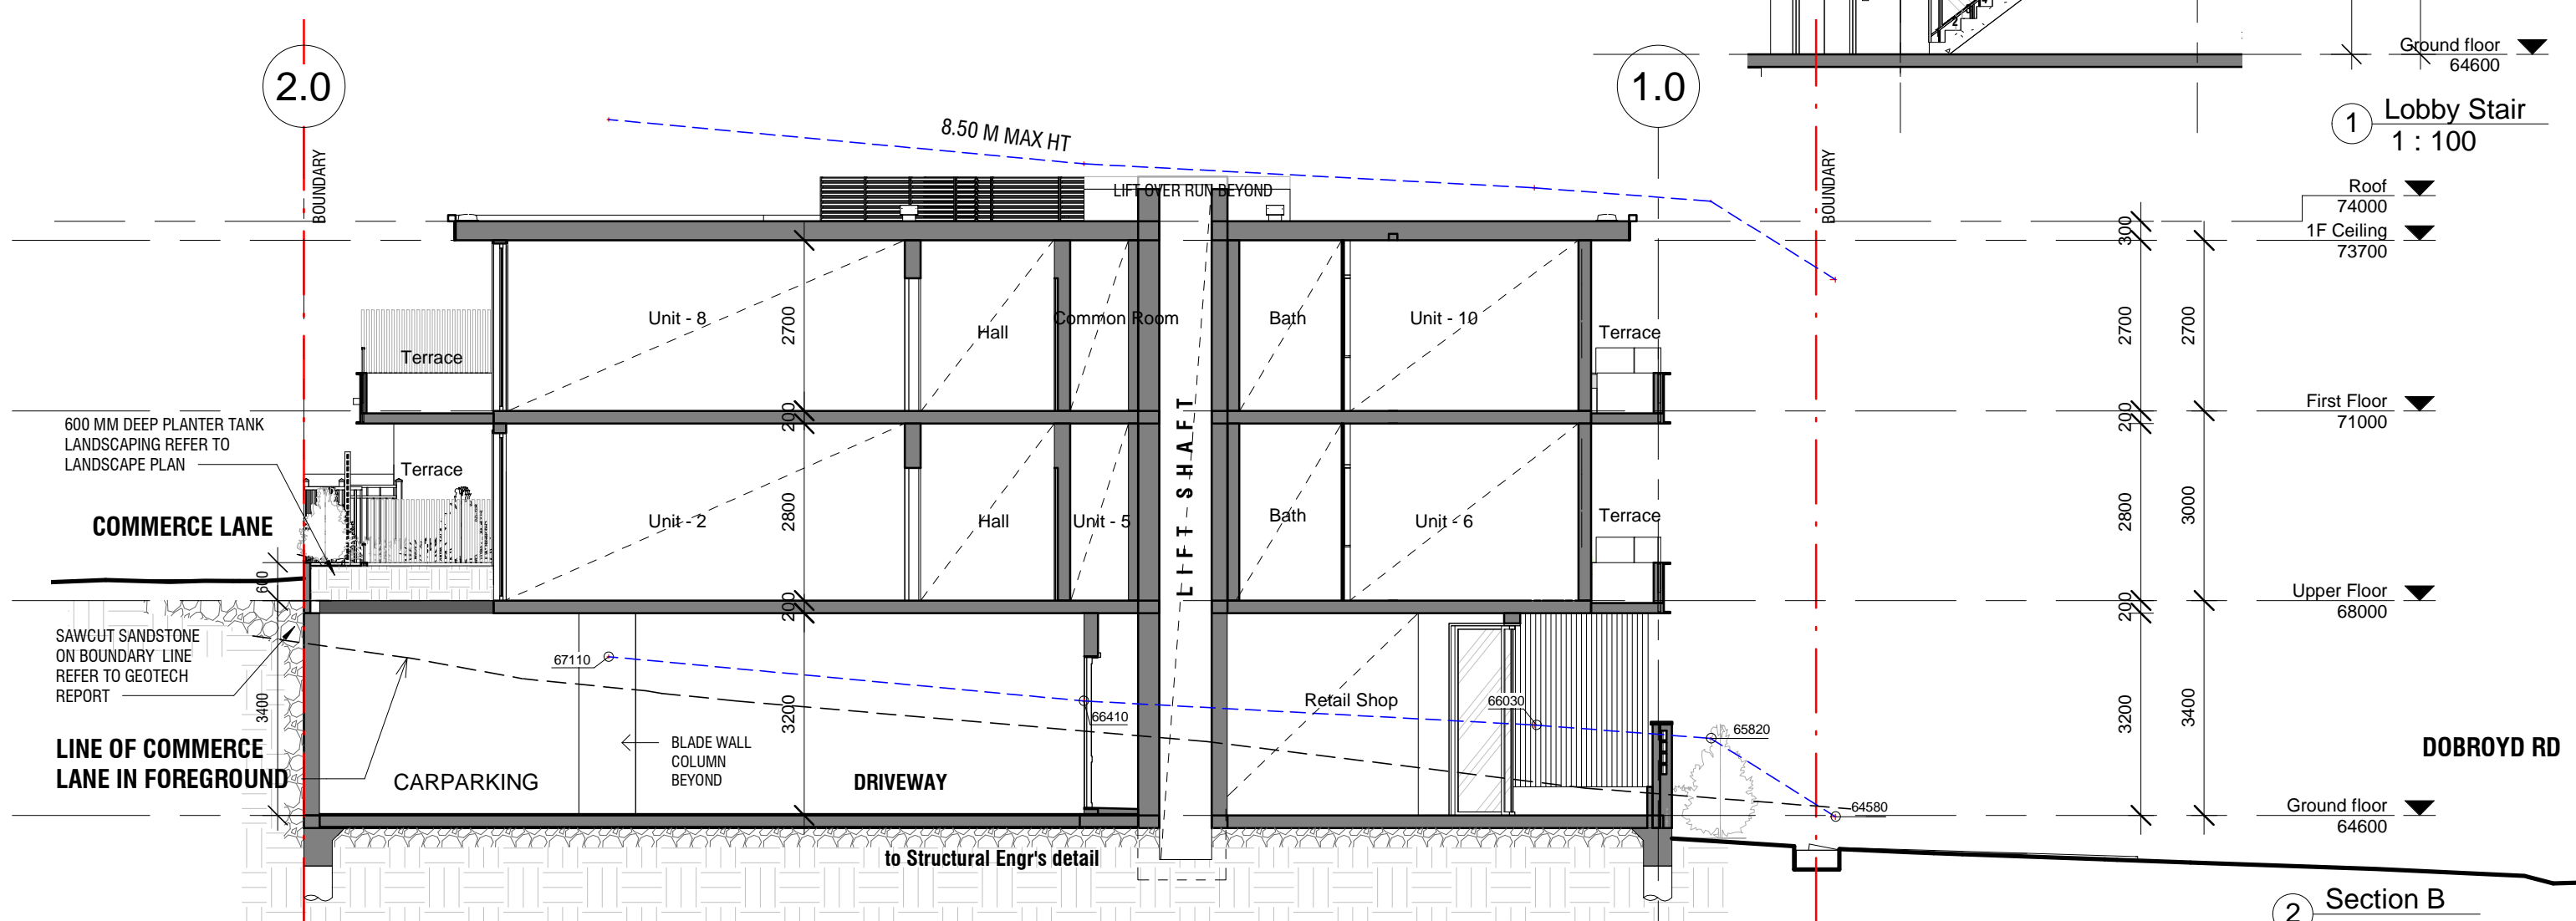 Ground floor
64600
1
Lobby Stair
1 : 100
2.0
1.0
BOUNDARY
BOUNDARY
8.50 M MAX HT
LIFT OVER RUN BEYOND
Roof
74000
1F Ceiling
73700
First Floor
71000
Upper Floor
68000
Ground floor
64600
300
2700
200
2800
200
3200
2700
3000
3400
Unit - 8
2700
Hall
Common Room
Bath
Unit - 10
Terrace
Terrace
200
600 MM DEEP PLANTER TANK
LANDSCAPING REFER TO
LANDSCAPE PLAN
Terrace
COMMERCE LANE
Unit - 2
2800
Hall
Unit - 5
LIFT SHAFT
Bath
Unit - 6
Terrace
600
200
SAWCUT SANDSTONE
ON BOUNDARY LINE
REFER TO GEOTECH
REPORT
3400
LINE OF COMMERCE
LANE IN FOREGROUND
67110
66410
66030
65820
64580
CARPARKING
BLADE WALL
COLUMN
BEYOND
3200
DRIVEWAY
Retail Shop
DOBROYD RD
to Structural Engr's detail
2
Section B